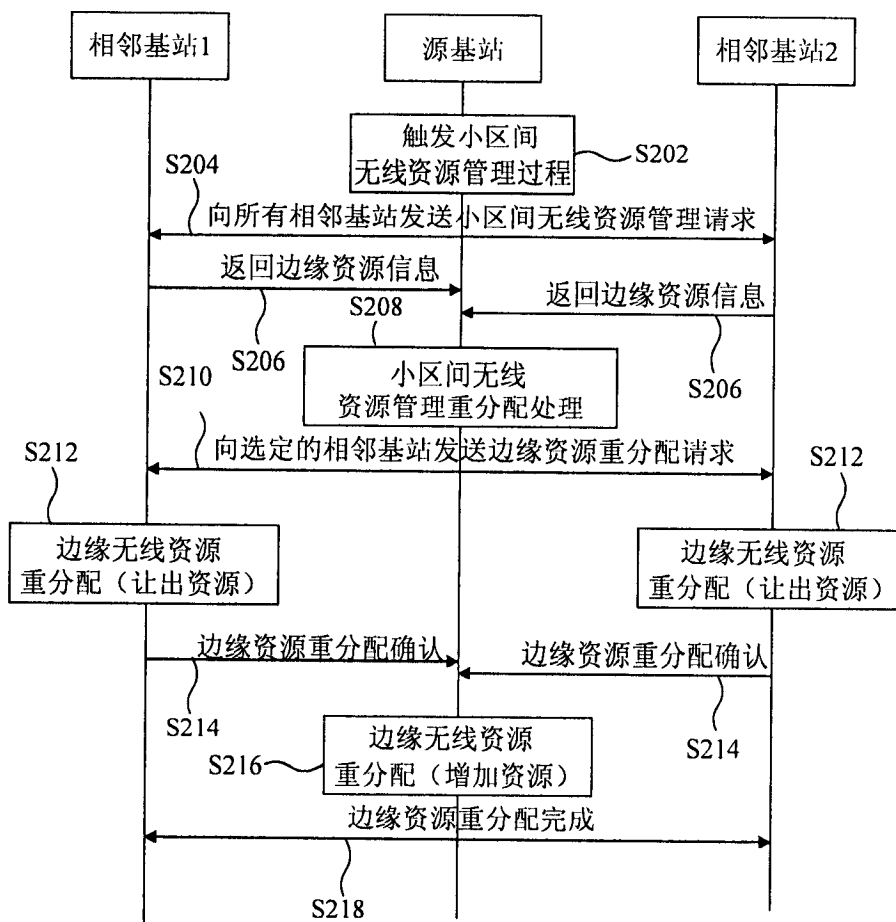 相邻基站1
源基站
相邻基站2
触发小区间
无线资源管理过程
S202
S204
向所有相邻基站发送小区间无线资源管理请求
返回边缘资源信息
返回边缘资源信息
S208
S206
S206
S210
小区间无线
资源管理重分配处理
向选定的相邻基站发送边缘资源重分配请求
S212
S212
边缘无线资源
重分配（让出资源）
边缘无线资源
重分配（让出资源）
边缘资源重分配确认
边缘资源重分配确认
S214
S214
边缘无线资源
重分配（增加资源）
S216
边缘资源重分配完成
S218